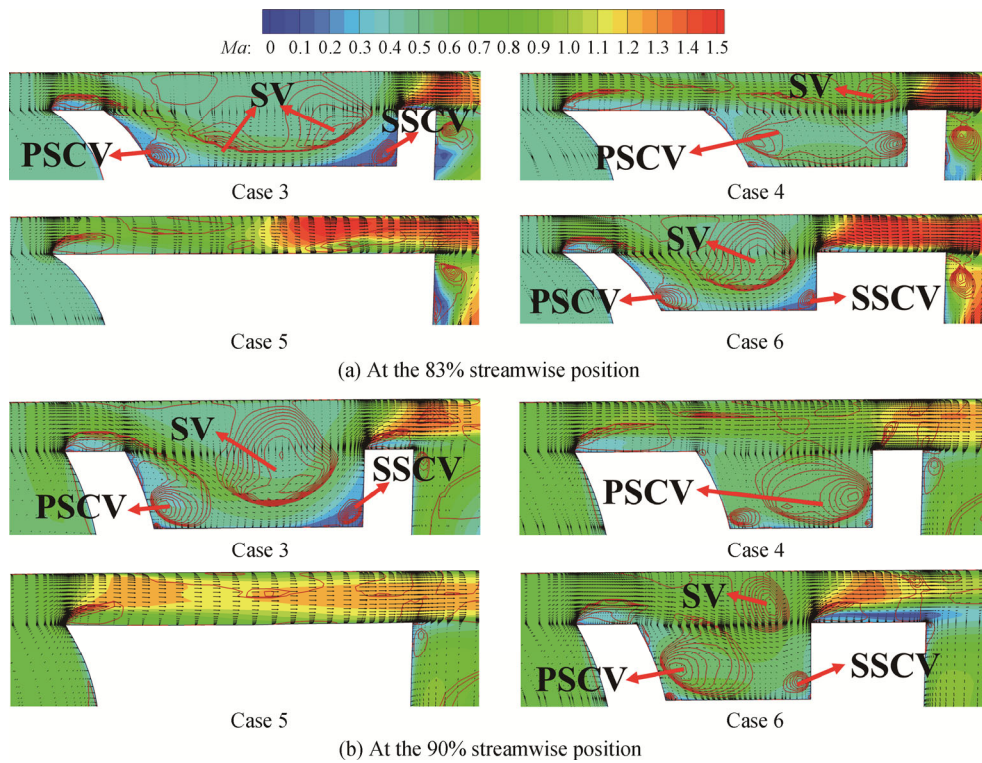 Ma: 0 0.1 0.2 0.3 0.4 0.5 0.6 0.7 0.8 0.9 1.0 1.1 1.2 1.3 1.4 1.5
SV
PSCV
SSCV
Case 3
SV
PSCV
Case 4
Case 5
SV
PSCV
SSCV
Case 6
(a) At the 83% streamwise position
SV
PSCV
SSCV
Case 3
PSCV
Case 4
Case 5
SV
PSCV
SSCV
Case 6
(b) At the 90% streamwise position